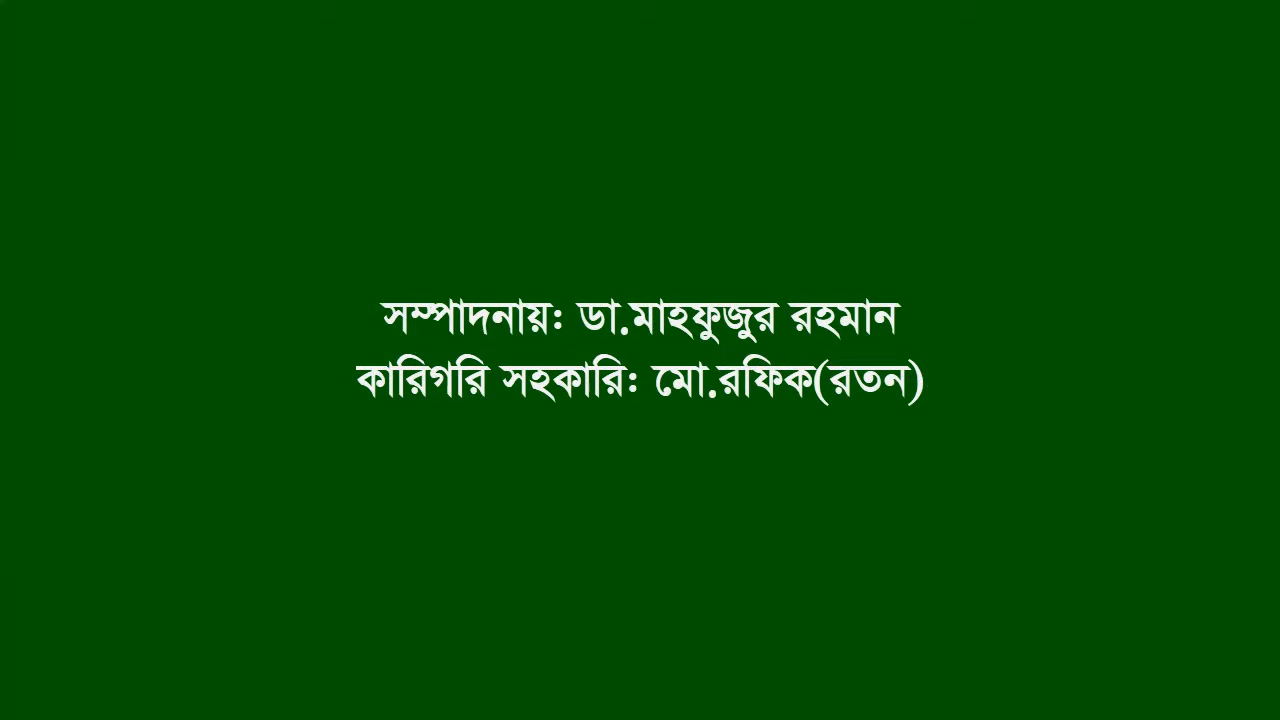 সম্পাদনায়ঃ ডা.মাহফুজুর রহমান
কারিগরি সহকারিঃ মো.রফিক(রতন)